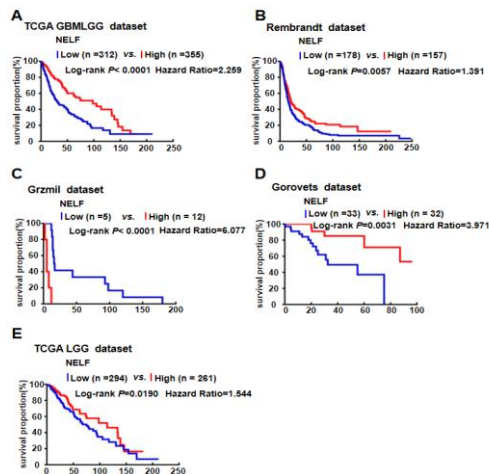 A
TCGA GBMLGG dataset
NELF
Low (n=312) vs. High (n=355)
Log-rank P< 0.0001 Hazard Ratio=2.259
survival proportion(%)
100
80
60
40
20
0
0 50 100 150 200 250
B
Rembrandt dataset
NELF
Low (n=178) vs. High (n=157)
Log-rank P=0.0057 Hazard Ratio=1.391
survival proportion(%)
100
80
60
40
20
0
0 50 100 150 200 250
C
Grzmil dataset
NELF
Low (n =5) vs. High (n = 12)
Log-rank P< 0.0001 Hazard Ratio=6.077
survival proportion(%)
100
80
60
40
20
0
0 50 100 150 200
D
Gorovets dataset
NELF
Low (n =33) vs. High (n = 32)
Log-rank P=0.0031 Hazard Ratio=3.971
survival proportion(%)
100
80
60
40
20
0
0 20 40 60 80 100
E
TCGA LGG dataset
NELF
Low (n =294) vs. High (n = 261)
Log-rank P=0.0190 Hazard Ratio=1.544
survival proportion(%)
100
80
60
40
20
0
0 50 100 150 200 250